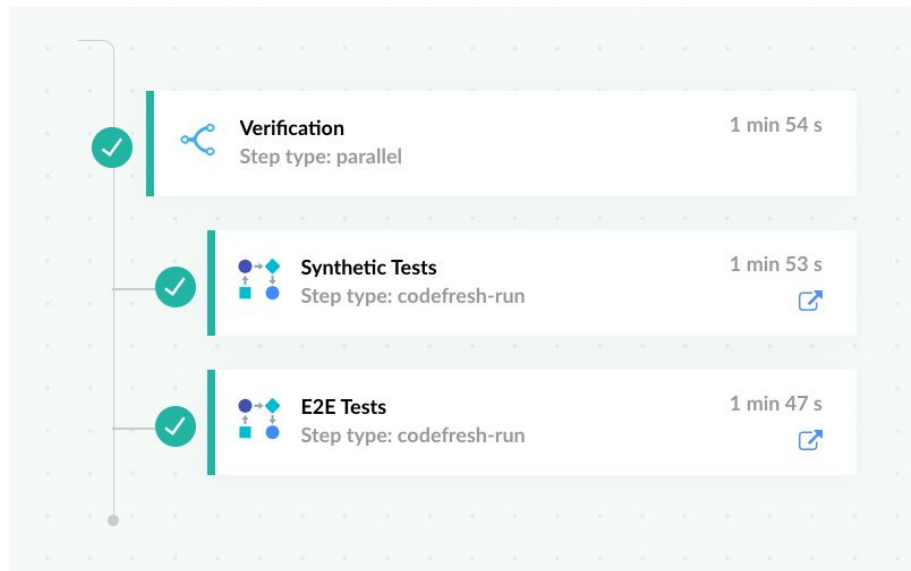 Verification
1 min 54 s
Step type: parallel
Synthetic Tests
1 min 53 s
Step type: codefresh-run
E2E Tests
1 min 47 s
Step type: codefresh-run